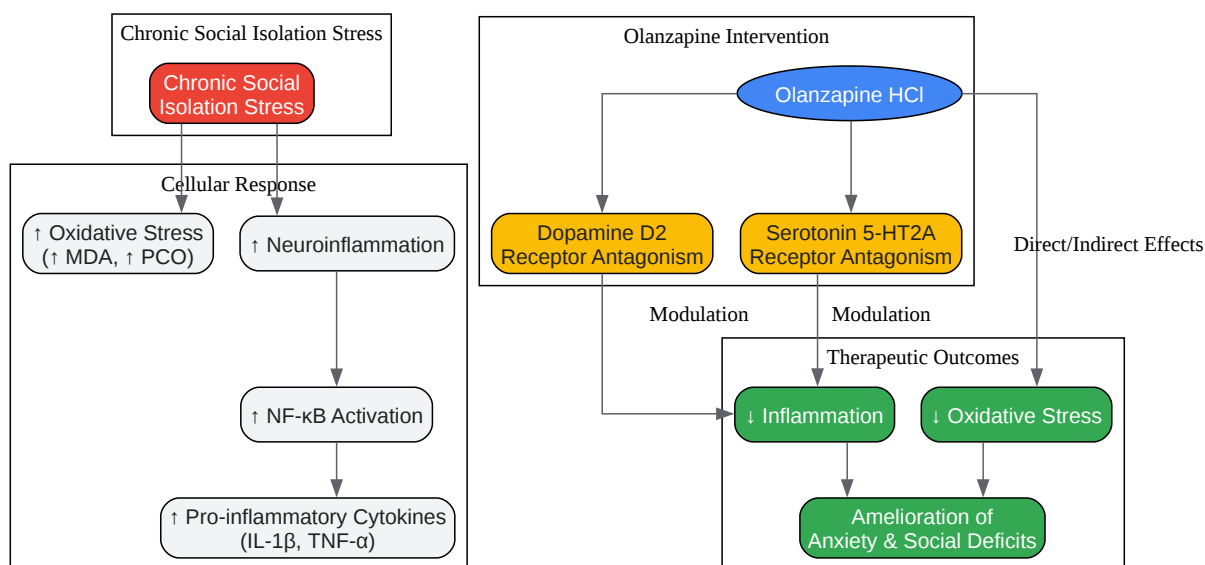 Chronic Social Isolation Stress
Chronic Social
Isolation Stress
Cellular Response
↑ Oxidative Stress
(↑ MDA, ↑ PCO)
↑ Neuroinflammation
↑ NF-κB Activation
↑ Pro-inflammatory Cytokines
(IL-1β, TNF-α)
Olanzapine Intervention
Olanzapine HCl
Dopamine D2
Receptor Antagonism
Serotonin 5-HT2A
Receptor Antagonism
Direct/Indirect Effects
Modulation
Modulation
Therapeutic Outcomes
↓ Inflammation
↓ Oxidative Stress
Amelioration of
Anxiety & Social Deficits